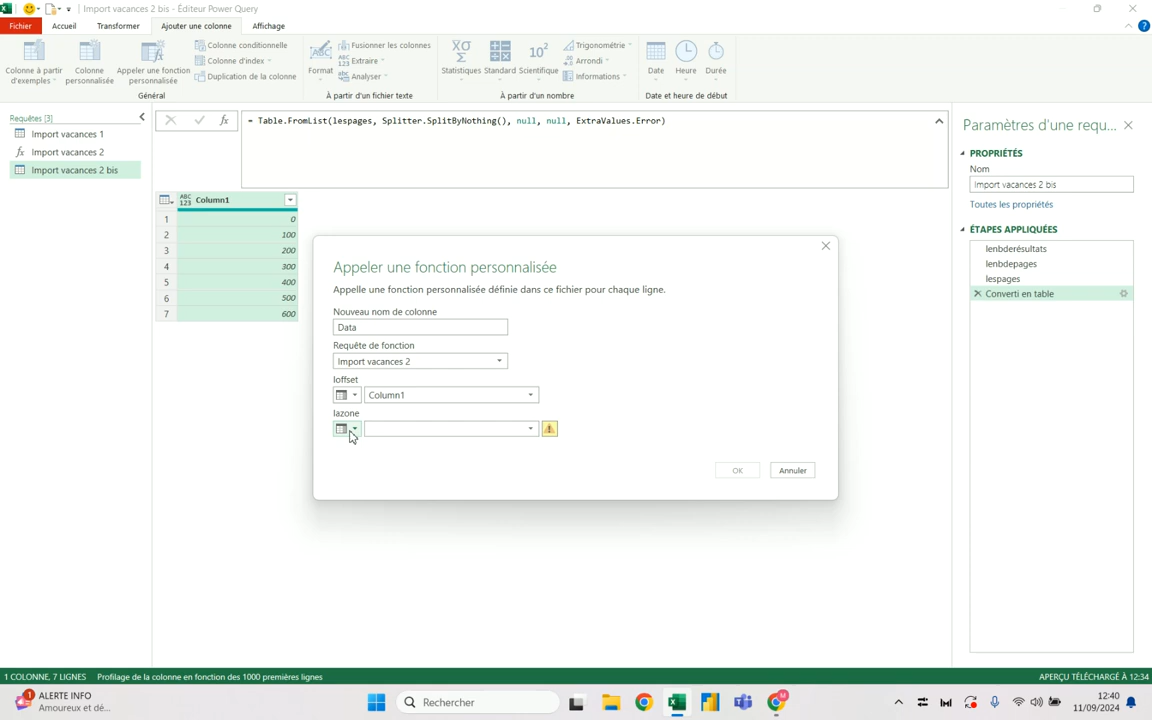 Import vacances 2 bis - Éditeur Power Query
Fichier Accueil Transformer Ajouter une colonne Affichage
Colonne à partir d'exemples
Colonne personnalisée
Appeler une fonction personnalisée
Colonne conditionnelle
Colonne d'index
Duplication de la colonne
Général
Format
Fusionner les colonnes
Extraire
Analyser
À partir d'un fichier texte
Statistiques
Standard
Scientifique
Trigonométrie
Arrondi
Informations
À partir d'un nombre
Date
Heure
Durée
Date et heure de début
Requêtes [3]
Import vacances 1
Import vacances 2
Import vacances 2 bis
= Table.FromList(lespages, Splitter.SplitByNothing(), null, null, ExtraValues.Error)
ABC 123 Column1
1 0
2 100
3 200
4 300
5 400
6 500
7 600
Appeler une fonction personnalisée
Appelle une fonction personnalisée définie dans ce fichier pour chaque ligne.
Nouveau nom de colonne
Data
Requête de fonction
Import vacances 2
loffset
Column1
lazone
OK Annuler
Paramètres d'une requ...
PROPRIÉTÉS
Nom
Import vacances 2 bis
Toutes les propriétés
ÉTAPES APPLIQUÉES
lenbderésultats
lenbdepages
lespages
Converti en table
1 COLONNE, 7 LIGNES Profilage de la colonne en fonction des 1000 premières lignes
APERÇU TÉLÉCHARGÉ À 12:34
1
ALERTE INFO
Amoureux et dé...
Rechercher
12:40
11/09/2024